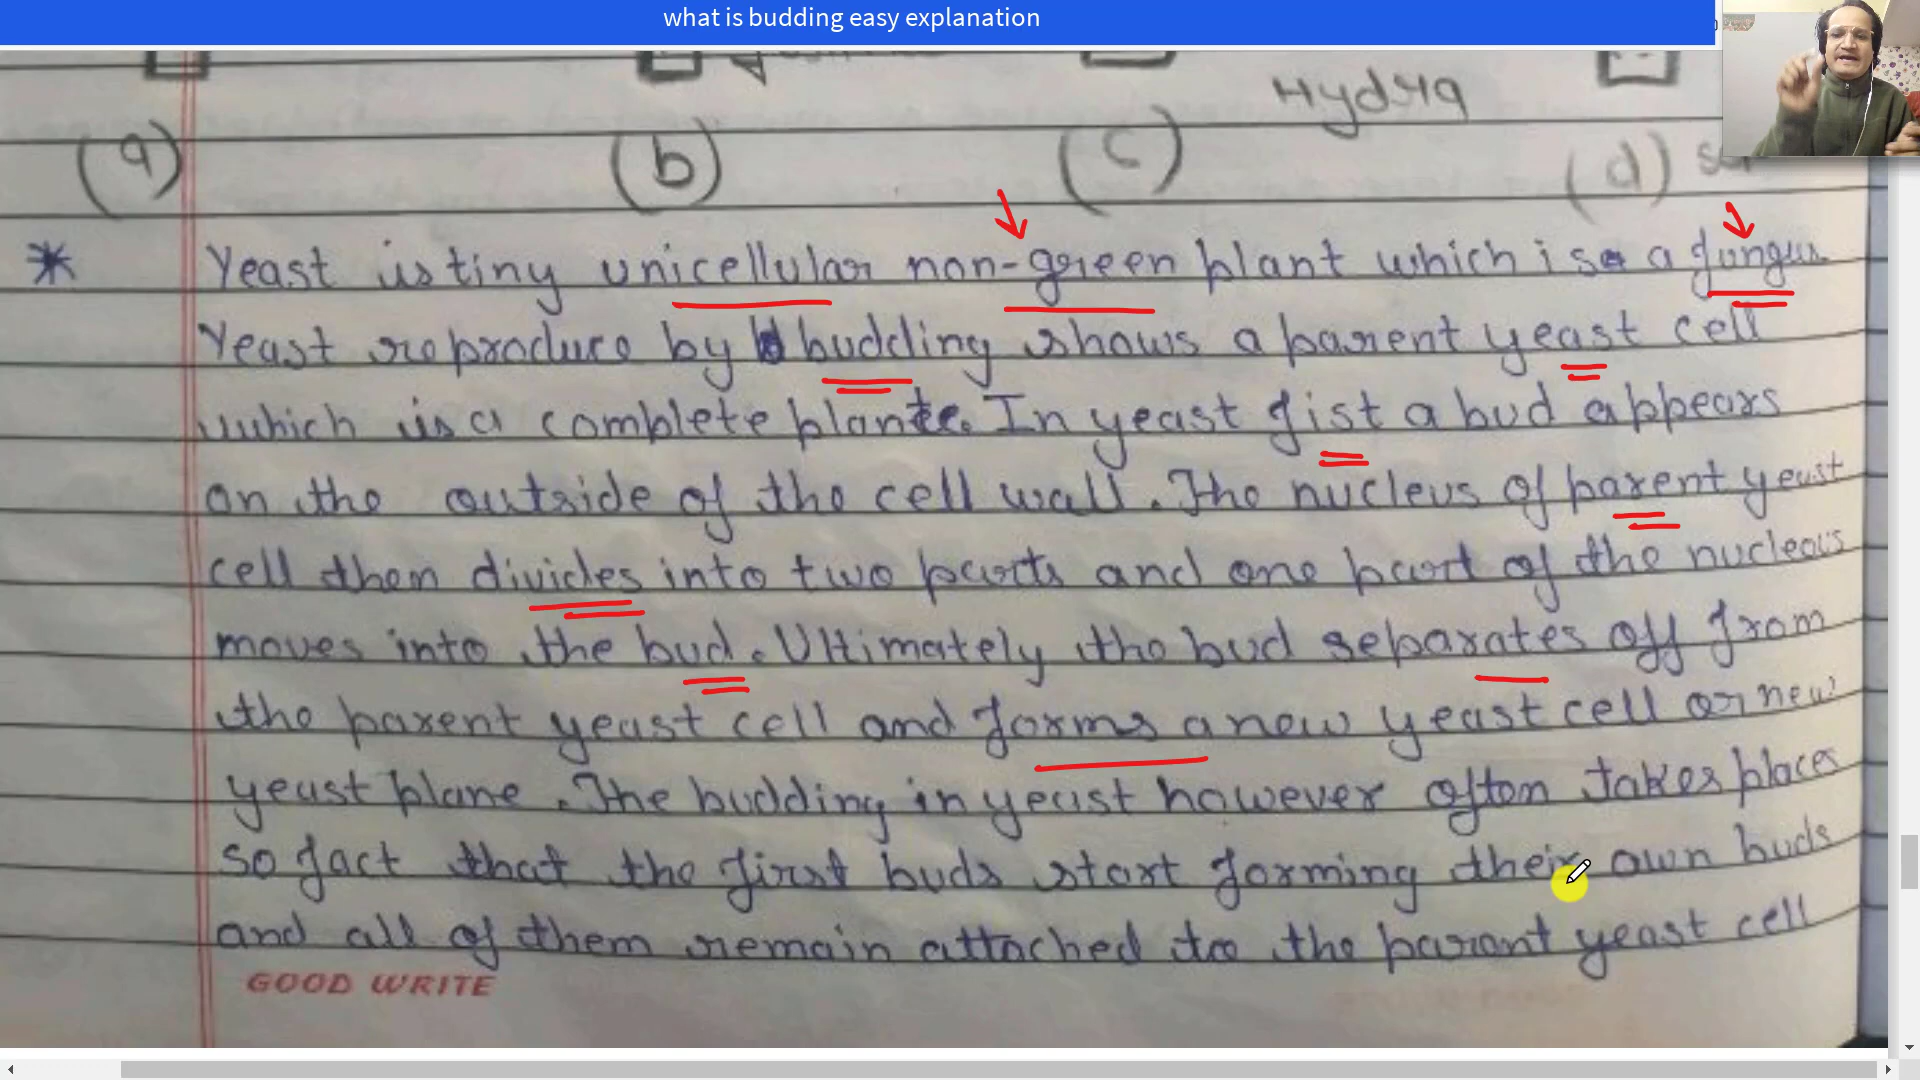 what is budding easy explanation
Hydra
(a) (b) (c) (d)
* Yeast is tiny unicellular non-green plant which is a fungus
Yeast reproduce by budding shows a parent yeast cell
which is a complete plante. In yeast fist a bud appears
on the outside of the cell wall. The nucleus of parent yeast
cell then divides into two parts and one part of the nucleous
moves into the bud. Ultimately the bud separates off from
the parent yeast cell and forms a new yeast cell or new
yeast plane. The budding in yeast however often takes places
so fact that the first buds start forming their own buds
and all of them remain attached to the parent yeast cell
GOOD WRITE